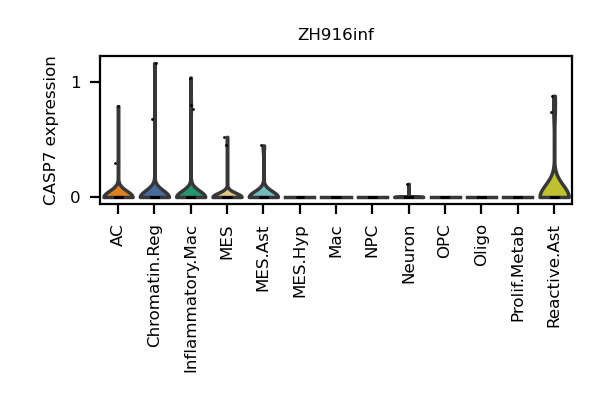 ZH916inf
CASP7 expression
1
0
AC
Chromatin.Reg
Inflammatory.Mac
MES
MES.Ast
MES.Hyp
Mac
NPC
Neuron
OPC
Oligo
Prolif.Metab
Reactive.Ast